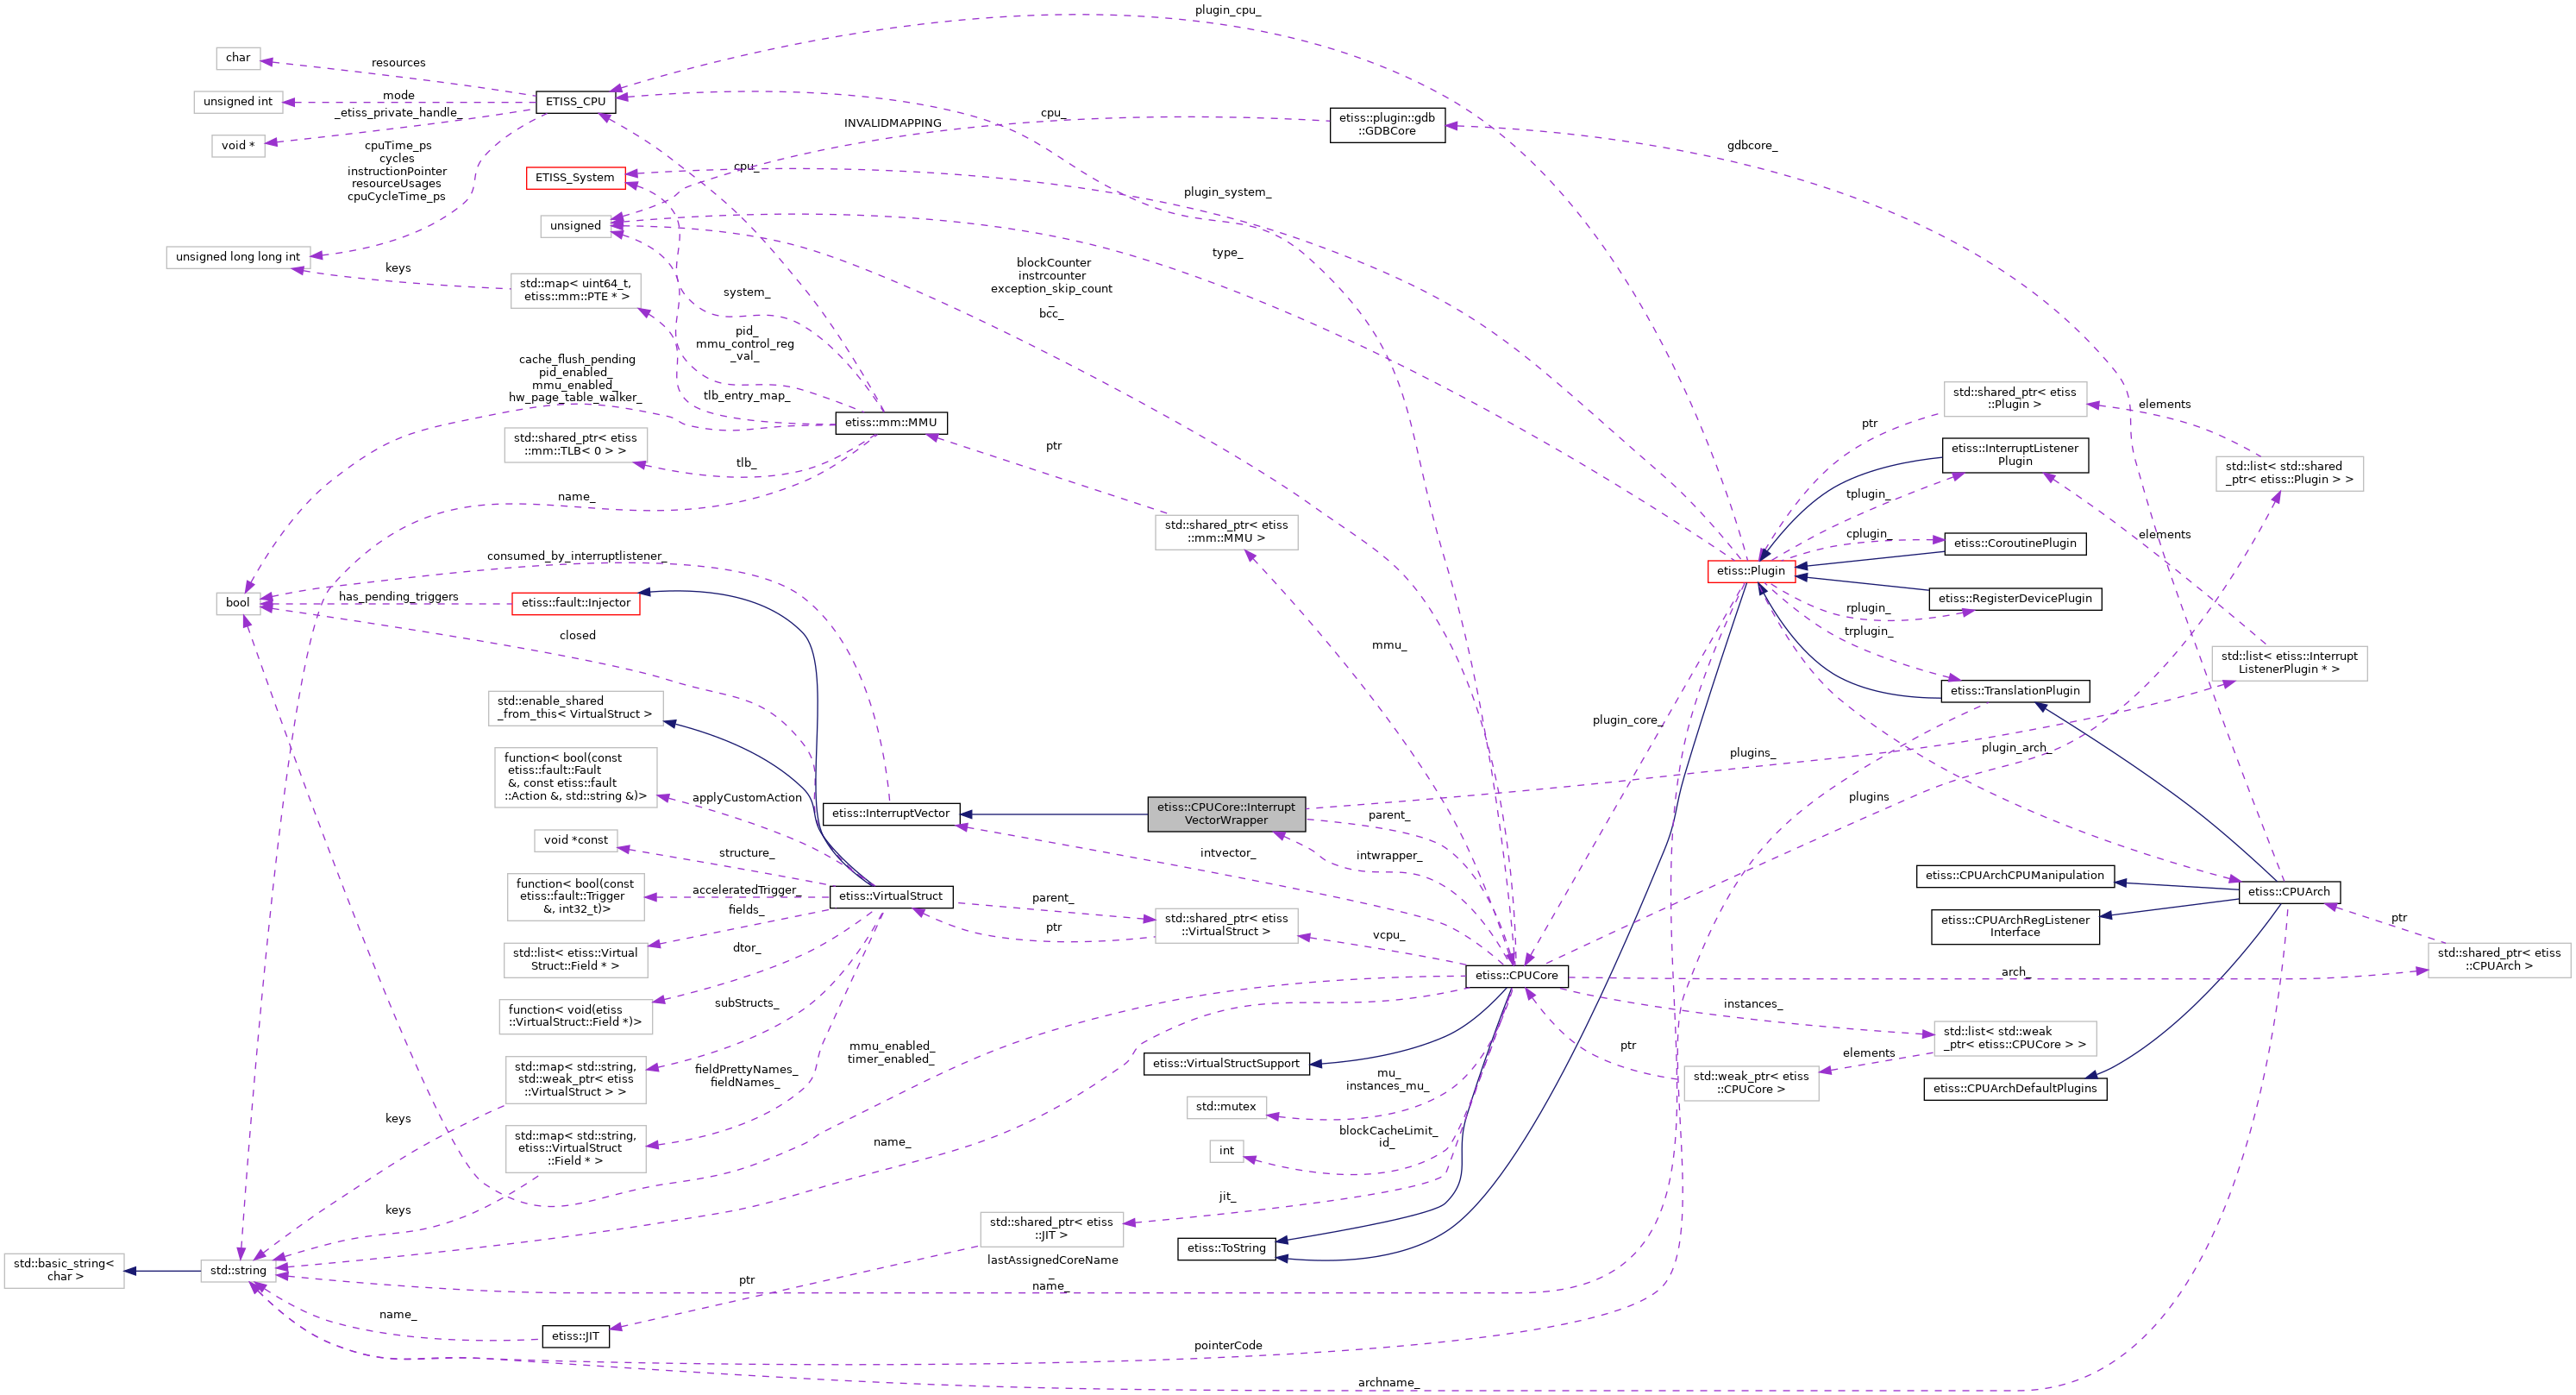 plugin_cpu_
char
resources
unsigned int
mode
ETISS_CPU
_etiss_private_handle_
void *
cpuTime_ps
cycles
instructionPointer
resourceUsages
cpuCycleTime_ps
INVALIDMAPPING
cpu_
etiss::plugin::gdb
::GDBCore
gdbcore_
cpu_
ETISS_System
plugin_system_
unsigned
unsigned long long int
type_
keys
std::map< uint64_t,
etiss::mm::PTE * >
system_
blockCounter
instrcounter
exception_skip_count
_
bcc_
pid_
mmu_control_reg
_val_
cache_flush_pending
pid_enabled_
mmu_enabled_
hw_page_table_walker_
tlb_entry_map_
etiss::mm::MMU
std::shared_ptr< etiss
::Plugin >
elements
ptr
std::shared_ptr< etiss
::mm::TLB< 0 > >
tlb_
ptr
etiss::InterruptListener
Plugin
std::list< std::shared
_ptr< etiss::Plugin > >
name_
tplugin_
std::shared_ptr< etiss
::mm::MMU >
cplugin_
etiss::CoroutinePlugin
elements
consumed_by_interruptlistener_
etiss::Plugin
bool
has_pending_triggers
etiss::fault::Injector
etiss::RegisterDevicePlugin
rplugin_
closed
mmu_
trplugin_
std::list< etiss::Interrupt
ListenerPlugin * >
std::enable_shared
_from_this< VirtualStruct >
etiss::TranslationPlugin
plugin_core_
plugins_
plugin_arch_
function< bool(const
etiss::fault::Fault
&, const etiss::fault
::Action &, std::string &)>
applyCustomAction
etiss::InterruptVector
etiss::CPUCore::Interrupt
VectorWrapper
parent_
plugins
void *const
structure_
intvector_
intwrapper_
function< bool(const
etiss::fault::Trigger
&, int32_t)>
acceleratedTrigger_
etiss::VirtualStruct
parent_
etiss::CPUArchCPUManipulation
etiss::CPUArch
fields_
std::shared_ptr< etiss
::VirtualStruct >
ptr
vcpu_
etiss::CPUArchRegListener
Interface
ptr
std::list< etiss::Virtual
Struct::Field * >
dtor_
etiss::CPUCore
arch_
std::shared_ptr< etiss
::CPUArch >
function< void(etiss
::VirtualStruct::Field *)>
subStructs_
instances_
std::list< std::weak
_ptr< etiss::CPUCore > >
mmu_enabled_
timer_enabled_
ptr
elements
std::map< std::string,
std::weak_ptr< etiss
::VirtualStruct > >
fieldPrettyNames_
fieldNames_
etiss::VirtualStructSupport
mu_
instances_mu_
std::weak_ptr< etiss
::CPUCore >
etiss::CPUArchDefaultPlugins
std::mutex
keys
std::map< std::string,
etiss::VirtualStruct
::Field * >
name_
blockCacheLimit_
id_
int
keys
jit_
std::shared_ptr< etiss
::JIT >
etiss::ToString
std::basic_string<
char >
std::string
lastAssignedCoreName
_
name_
ptr
name_
etiss::JIT
pointerCode
archname_